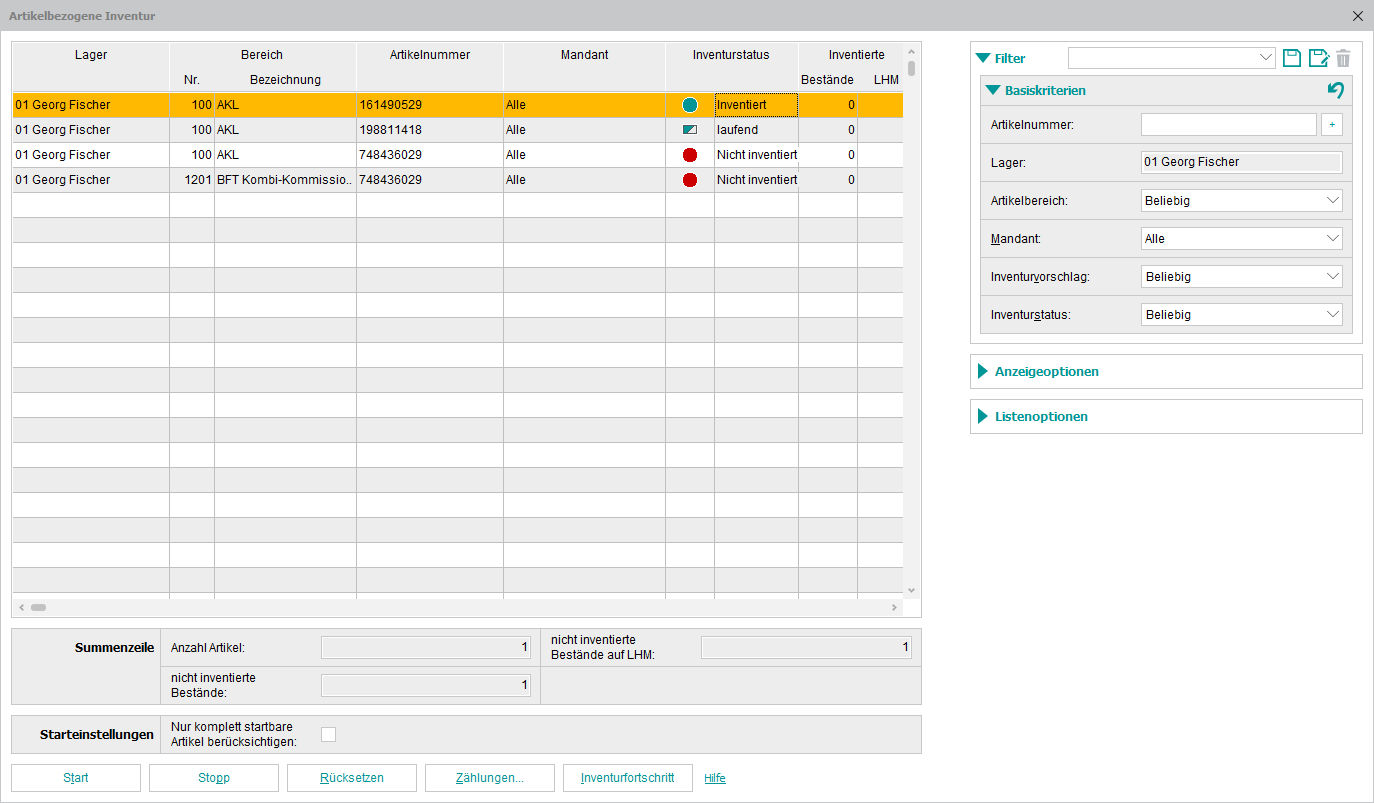 Artikelbezogene Inventur
Lager Bereich Artikelnummer Mandant Inventurstatus Inventierte
Nr. Bezeichnung Bestände LHM
01 Georg Fischer 100 AKL 161490529 Alle Inventiert 0
01 Georg Fischer 100 AKL 198811418 Alle laufend 0
01 Georg Fischer 100 AKL 748436029 Alle Nicht inventiert 0
01 Georg Fischer 1201 BFT Kombi-Kommissio.. 748436029 Alle Nicht inventiert 0
Summenzeile
Anzahl Artikel: 1
nicht inventierte
Bestände auf LHM: 1
nicht inventierte
Bestände: 1
Starteinstellungen
Nur komplett startbare
Artikel berücksichtigen:
Start Stopp Rücksetzen Zählungen... Inventurfortschritt Hilfe
Filter
Basiskriterien
Artikelnummer: +
Lager: 01 Georg Fischer
Artikelbereich: Beliebig
Mandant: Alle
Inventurvorschlag: Beliebig
Inventurstatus: Beliebig
Anzeigeoptionen
Listenoptionen